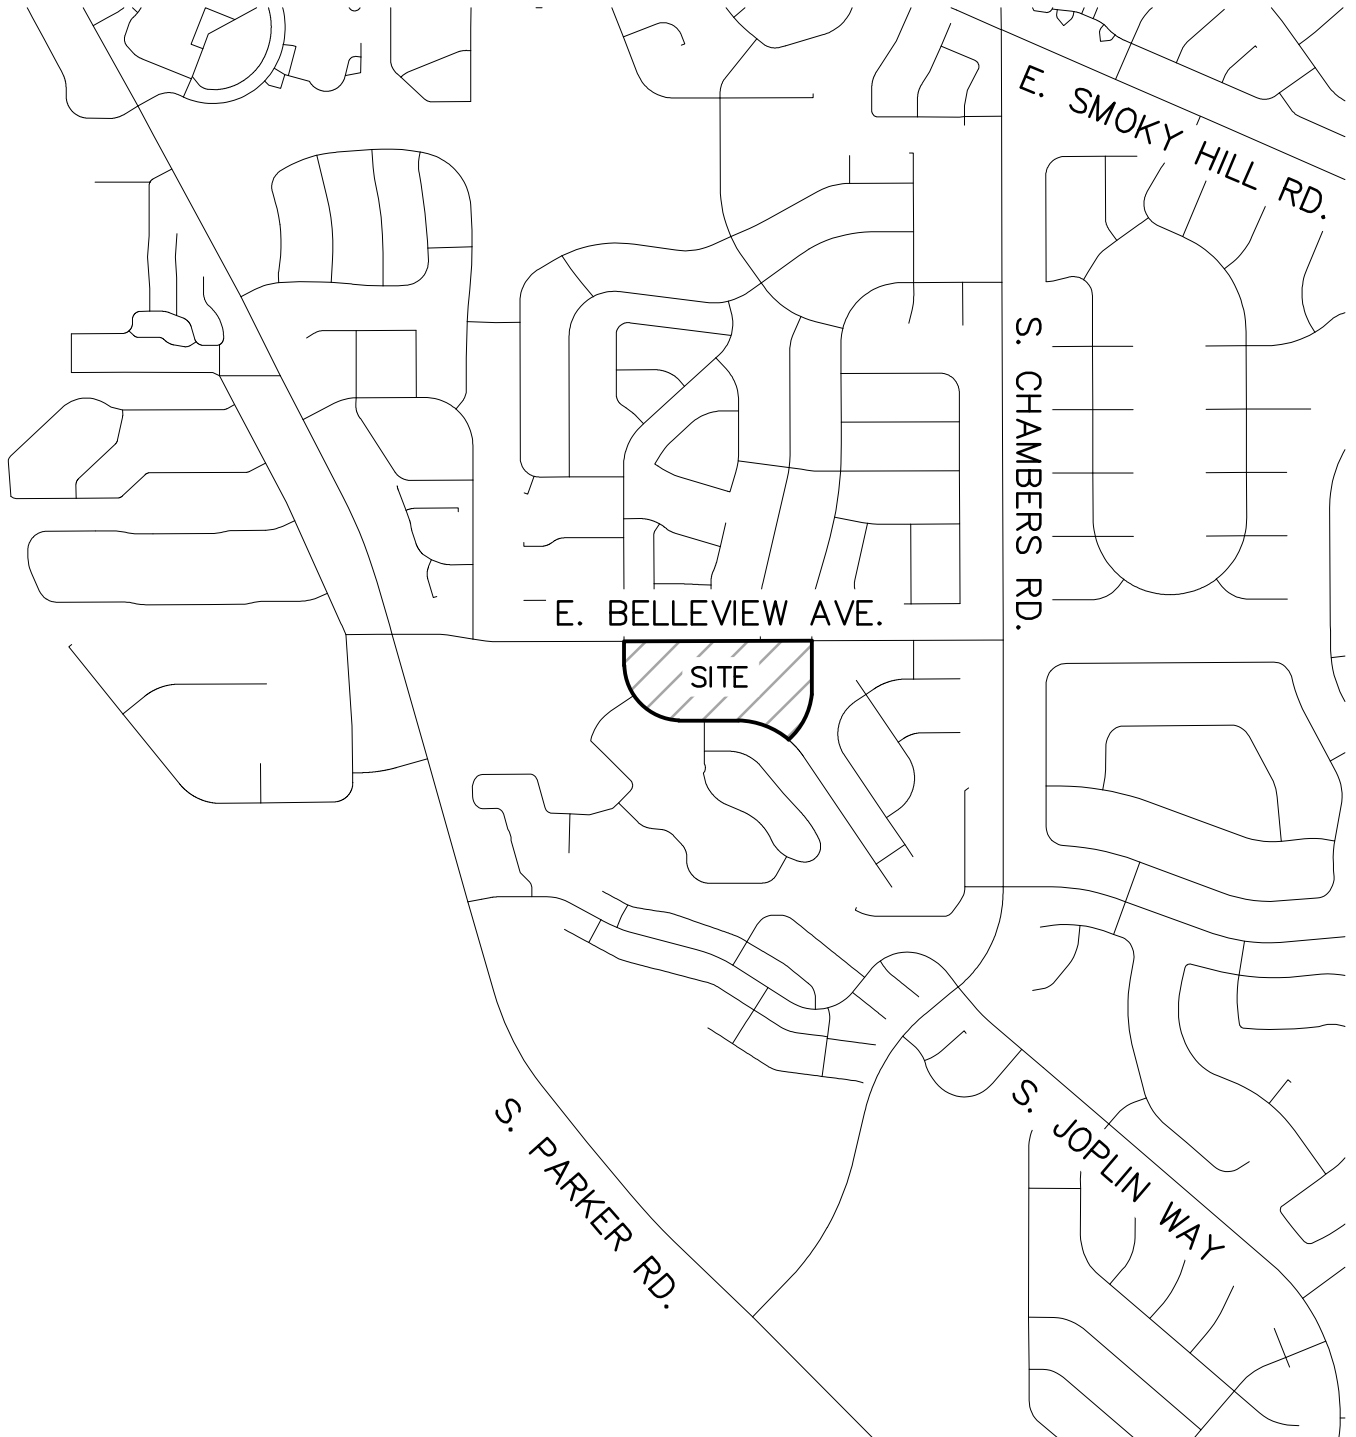 E. SMOKY HILL RD.
S. CHAMBERS RD.
E. BELLEVIEW AVE.
SITE
S. PARKER RD.
S. JOPLIN WAY